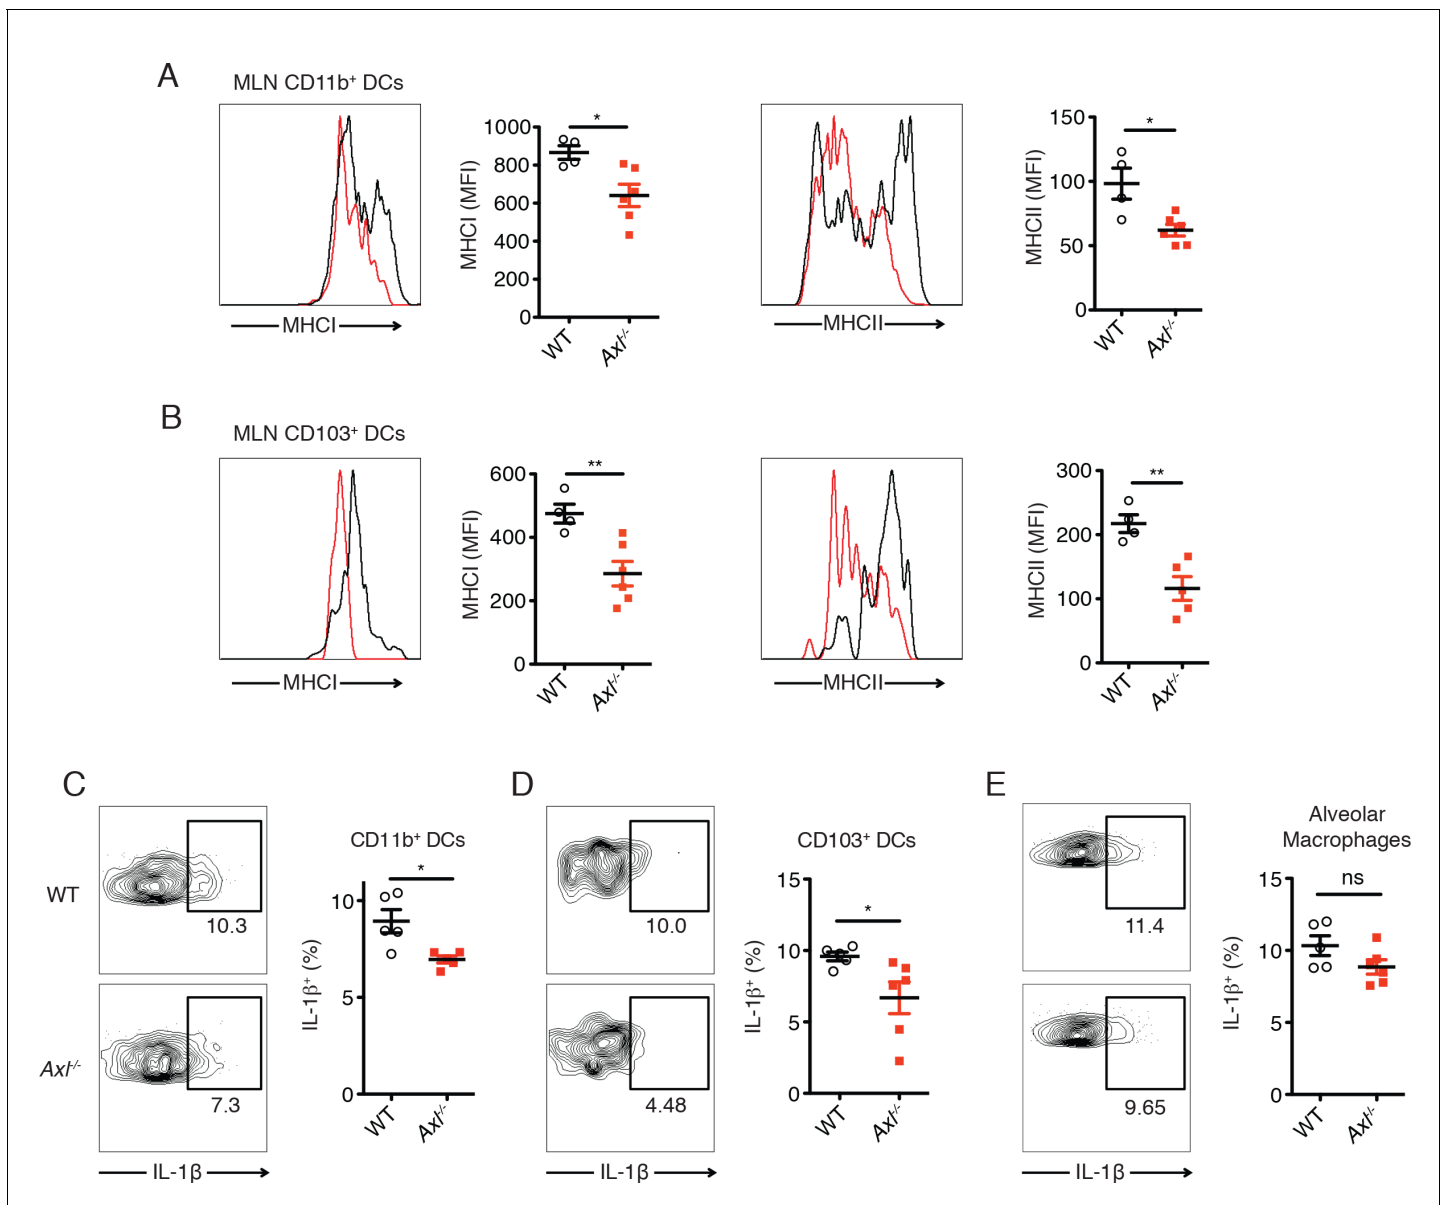 A
MLN CD11b⁺ DCs
MHCI
MHCI (MFI)
1000
800
600
400
200
0
*
WT
Axl⁻/⁻
MHCII
MHCII (MFI)
150
100
50
0
*
WT
Axl⁻/⁻
B
MLN CD103⁺ DCs
MHCI
MHCI (MFI)
600
400
200
0
**
WT
Axl⁻/⁻
MHCII
MHCII (MFI)
300
200
100
0
**
WT
Axl⁻/⁻
C
WT
10.3
Axl⁻/⁻
7.3
IL-1β
CD11b⁺ DCs
*
IL-1β⁺ (%)
10
5
0
WT
Axl⁻/⁻
D
10.0
4.48
IL-1β
CD103⁺ DCs
*
IL-1β⁺ (%)
15
10
5
0
WT
Axl⁻/⁻
E
11.4
9.65
IL-1β
Alveolar
Macrophages
ns
IL-1β⁺ (%)
15
10
5
0
WT
Axl⁻/⁻